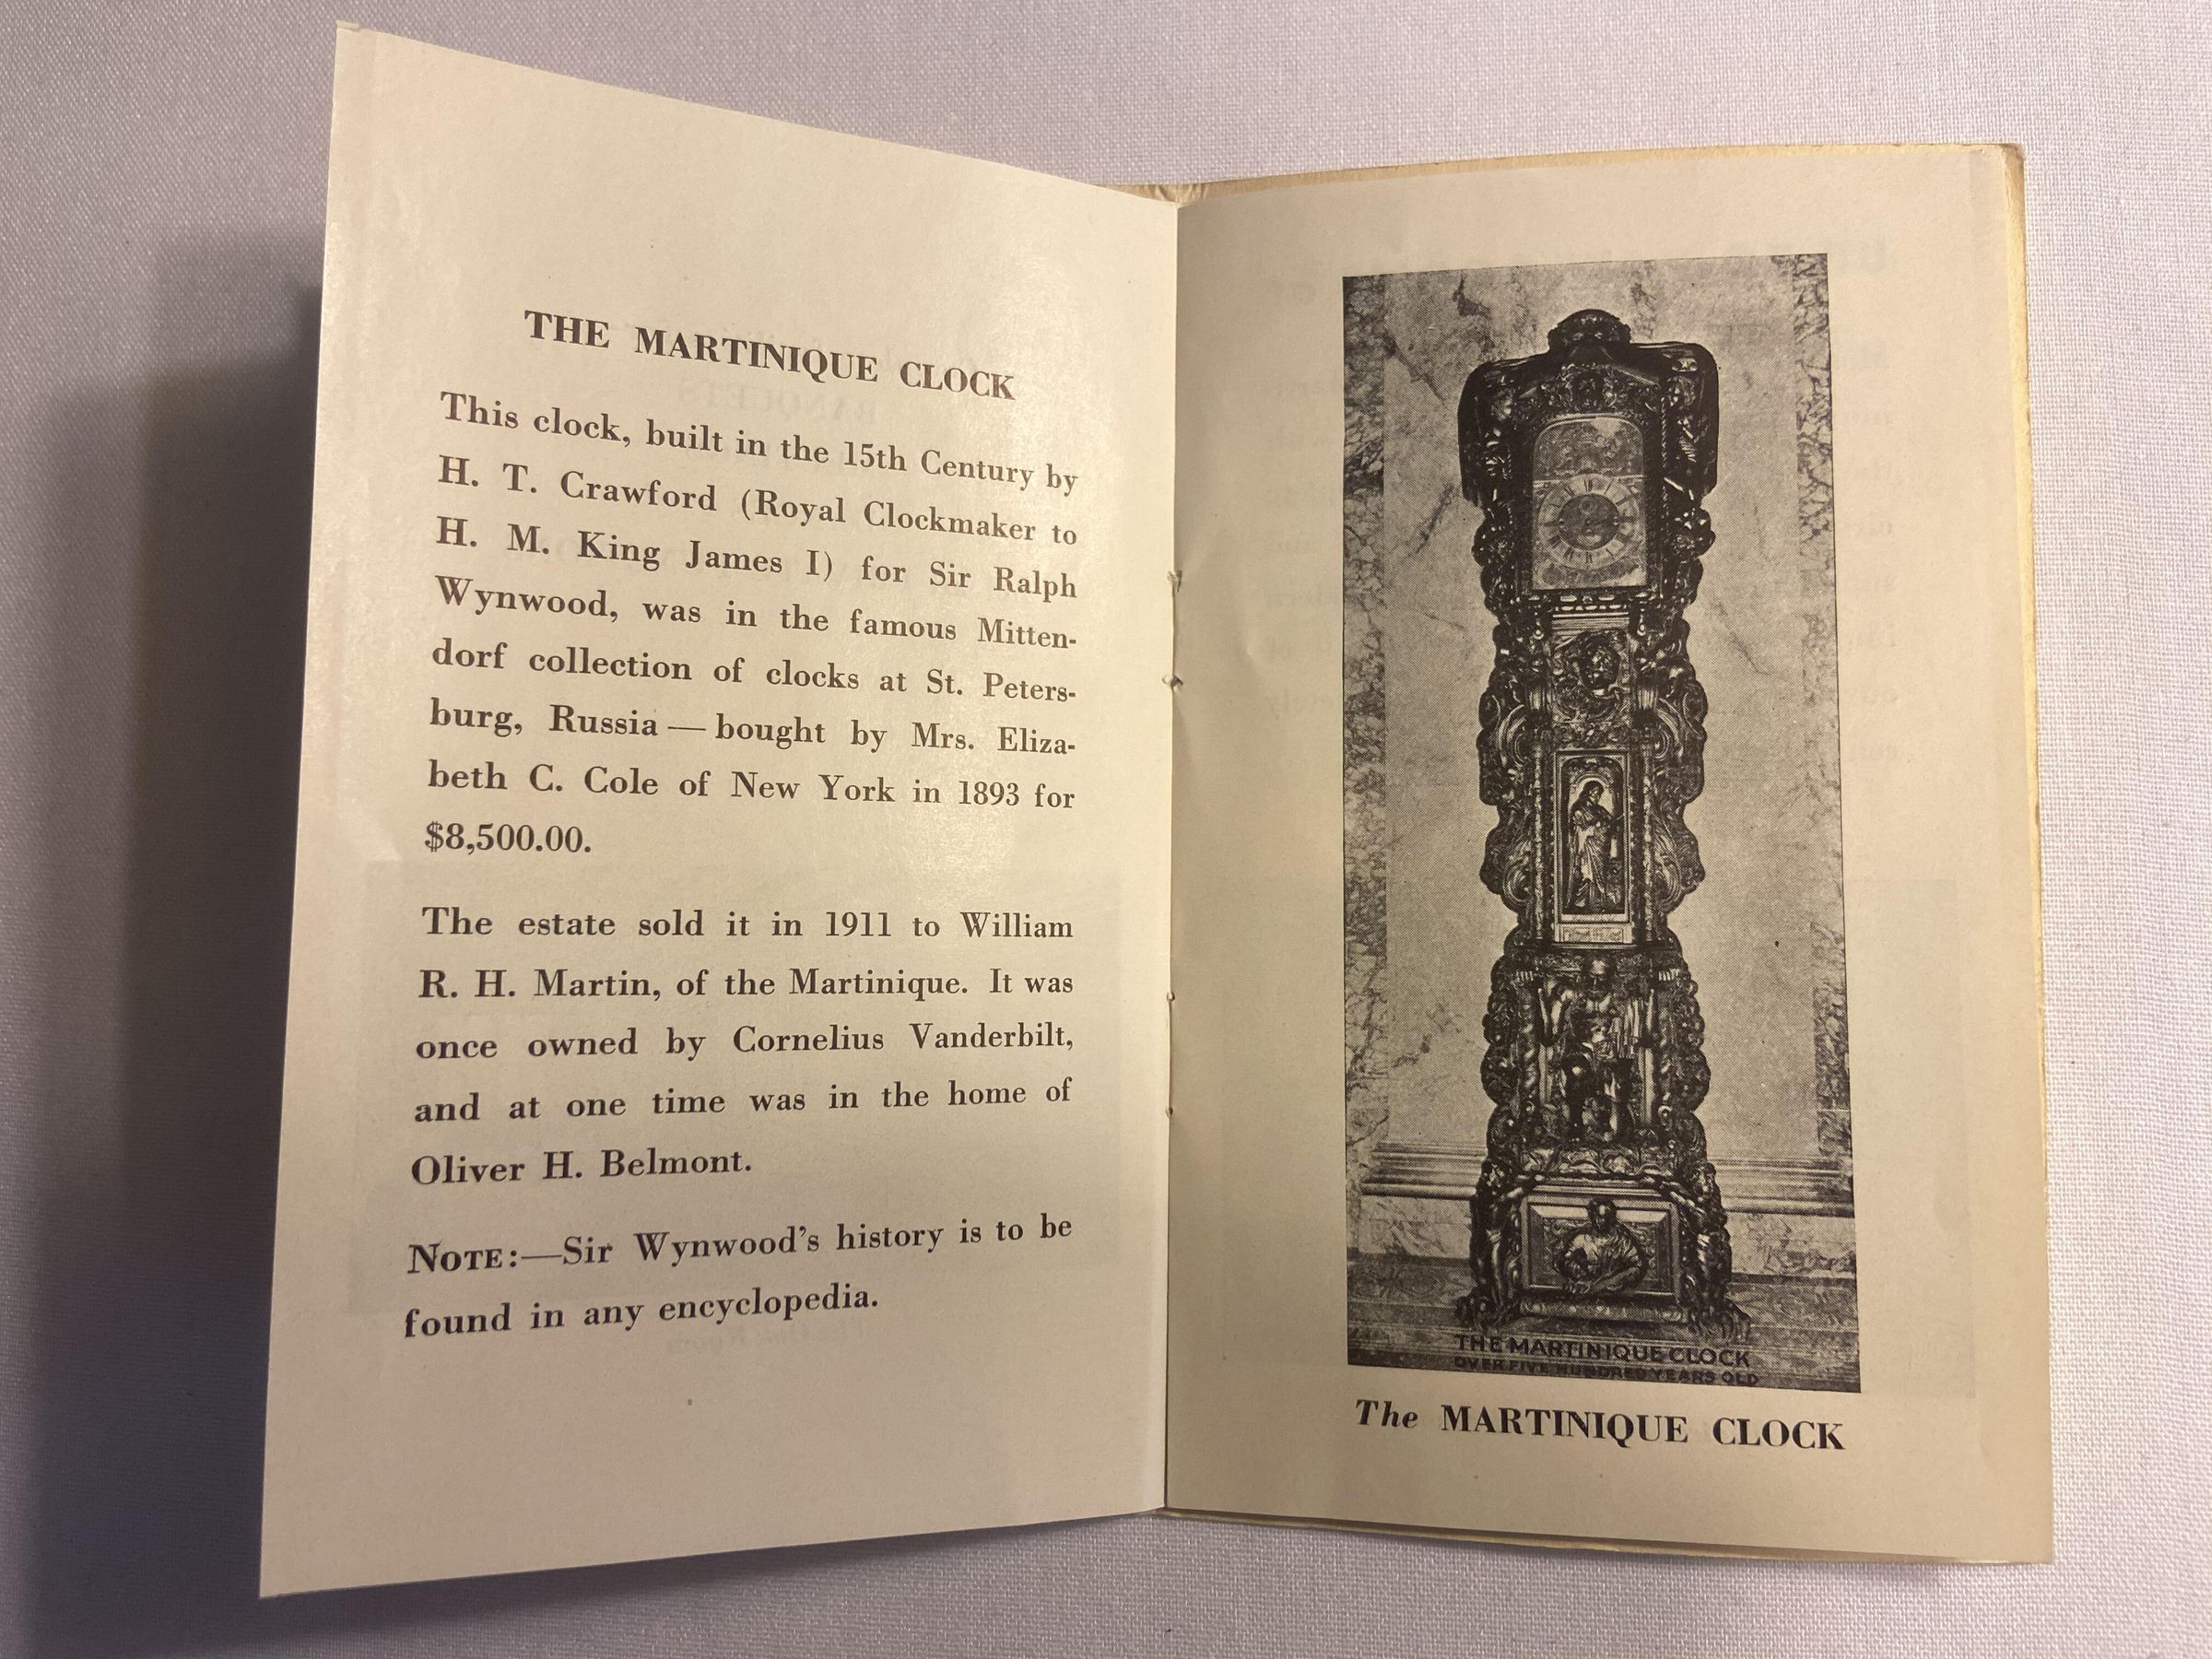 THE MARTINIQUE CLOCK
This clock, built in the 15th Century by
H. T. Crawford (Royal Clockmaker to
H. M. King James I) for Sir Ralph
Wynwood, was in the famous Mitten-
dorf collection of clocks at St. Peters-
burg, Russia — bought by Mrs. Eliza-
beth C. Cole of New York in 1893 for
$8,500.00.
The estate sold it in 1911 to William
R. H. Martin, of the Martinique. It was
once owned by Cornelius Vanderbilt,
and at one time was in the home of
Oliver H. Belmont.
NOTE:—Sir Wynwood's history is to be
found in any encyclopedia.
THE MARTINIQUE CLOCK
OVER FIVE HUNDRED YEARS OLD
The MARTINIQUE CLOCK